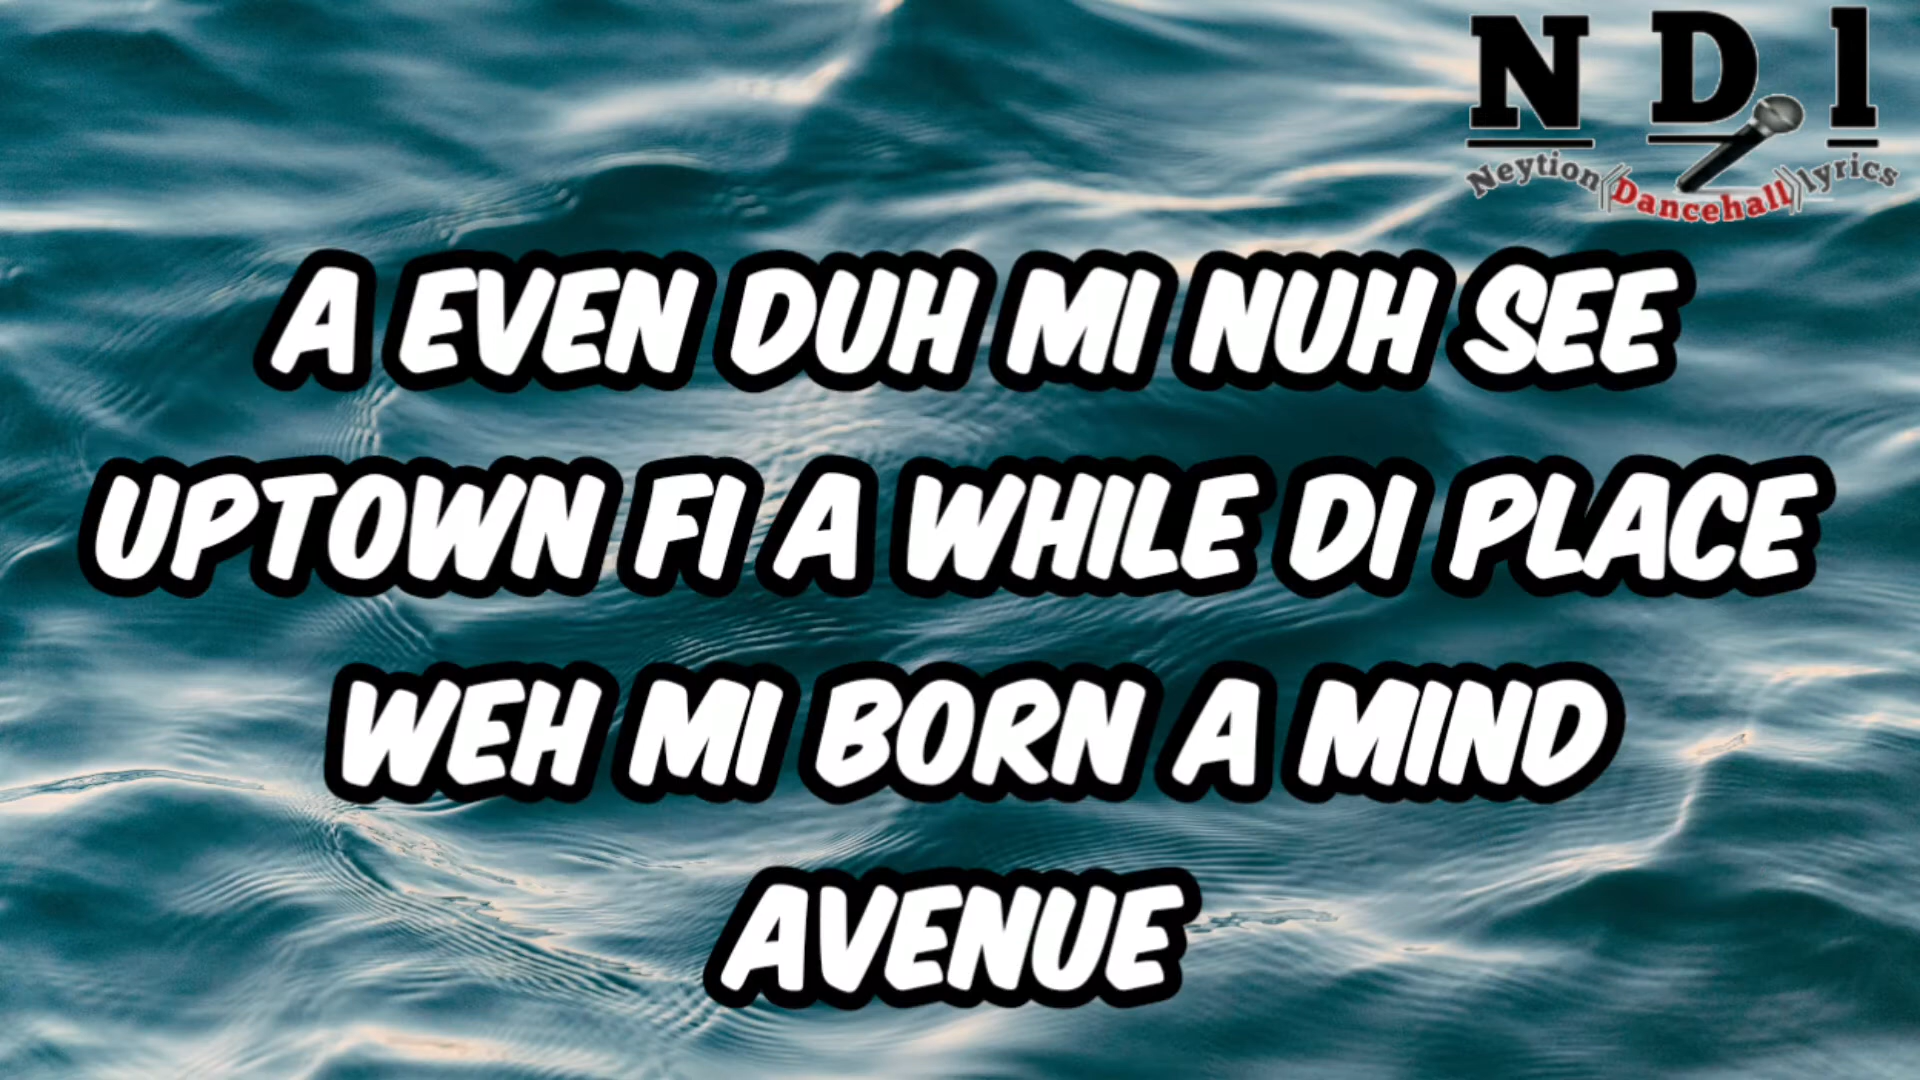 N D l
Neytion Dancehall lyrics
A EVEN DUH MI NUH SEE
UPTOWN FI A WHILE DI PLACE
WEH MI BORN A MIND
AVENUE